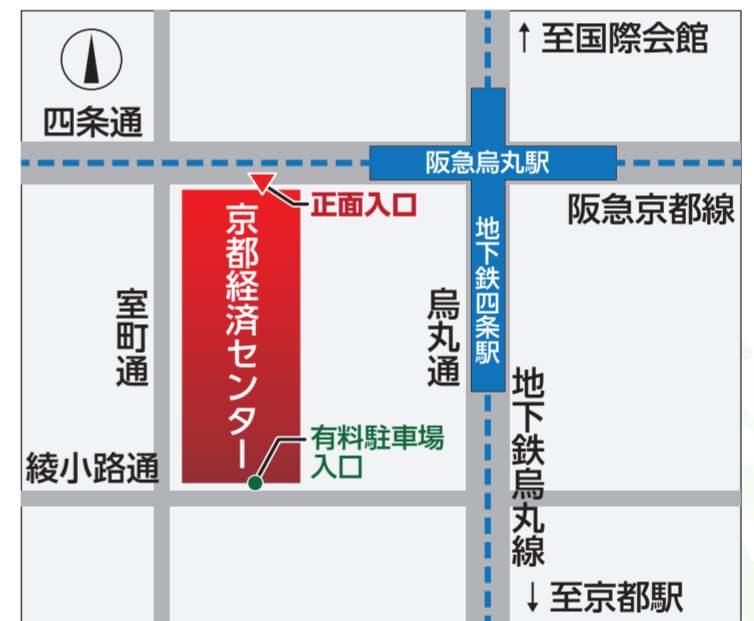 ↑至国際会館
四条通
阪急烏丸駅
正面入口
阪急京都線
京都経済センター
地下鉄四条駅
室町通
烏丸通
地下鉄烏丸線
有料駐車場
入口
綾小路通
↓至京都駅